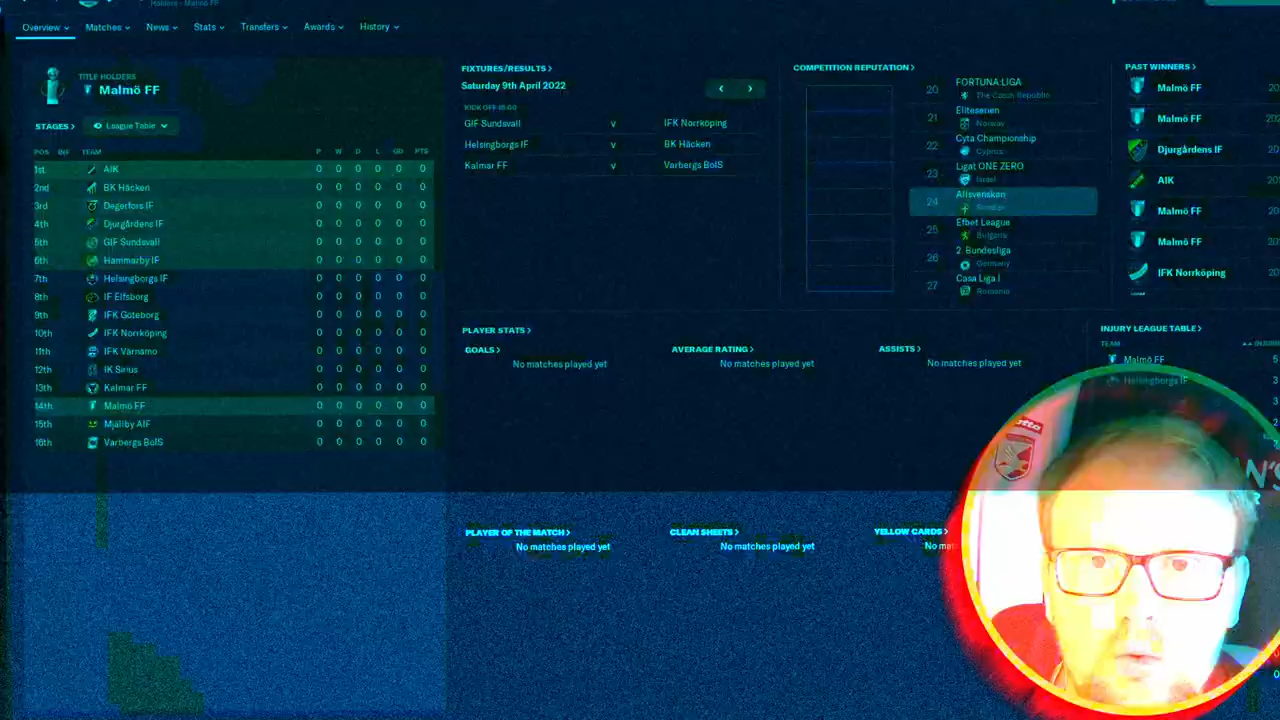 Holders - Malmö FF
Overview
Matches
News
Stats
Transfers
Awards
History
TITLE HOLDERS
Malmö FF
STAGES >
League Table
POS INF TEAM P W D L GD PTS
1st AIK 0 0 0 0 0 0
2nd BK Häcken 0 0 0 0 0 0
3rd Degerfors IF 0 0 0 0 0 0
4th Djurgårdens IF 0 0 0 0 0 0
5th GIF Sundsvall 0 0 0 0 0 0
6th Hammarby IF 0 0 0 0 0 0
7th Helsingborgs IF 0 0 0 0 0 0
8th IF Elfsborg 0 0 0 0 0 0
9th IFK Göteborg 0 0 0 0 0 0
10th IFK Norrköping 0 0 0 0 0 0
11th IFK Värnamo 0 0 0 0 0 0
12th IK Sirius 0 0 0 0 0 0
13th Kalmar FF 0 0 0 0 0 0
14th Malmö FF 0 0 0 0 0 0
15th Mjällby AIF 0 0 0 0 0 0
16th Varbergs BoIS 0 0 0 0 0 0
FIXTURES/RESULTS >
Saturday 9th April 2022
KICK OFF 15:00
GIF Sundsvall v IFK Norrköping
Helsingborgs IF v BK Häcken
Kalmar FF v Varbergs BoIS
COMPETITION REPUTATION >
20 FORTUNA:LIGA
The Czech Republic
21 Eliteserien
Norway
22 Cyta Championship
Cyprus
23 Ligat ONE ZERO
Israel
24 Allsvenskan
Sweden
25 Efbet League
Bulgaria
26 2. Bundesliga
Germany
27 Casa Liga I
Romania
PAST WINNERS >
Malmö FF
Malmö FF
Djurgårdens IF
AIK
Malmö FF
Malmö FF
IFK Norrköping
PLAYER STATS >
GOALS >
No matches played yet
AVERAGE RATING >
No matches played yet
ASSISTS >
No matches played yet
INJURY LEAGUE TABLE >
TEAM
Malmö FF 5
Helsingborgs IF 3
3
2
PLAYER OF THE MATCH >
No matches played yet
CLEAN SHEETS >
No matches played yet
YELLOW CARDS >
No mat
lotto
N'S